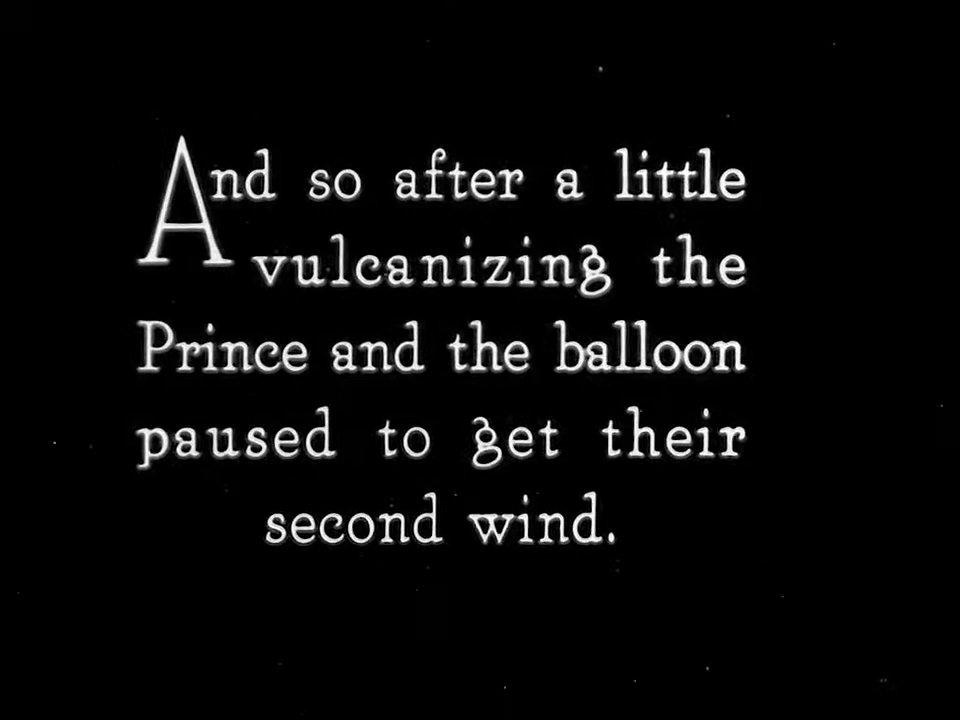 And so after a little
vulcanizing the
Prince and the balloon
paused to get their
second wind.